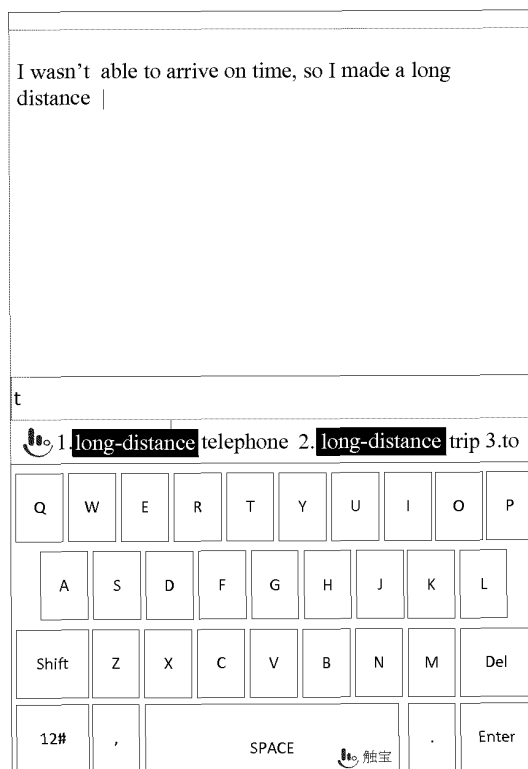 I wasn't able to arrive on time, so I made a long
distance
t
1.long-distance telephone 2. long-distance trip 3.to
Q W E R T Y U I O P
A S D F G H J K L
Shift Z X C V B N M Del
12# , SPACE 触宝 . Enter